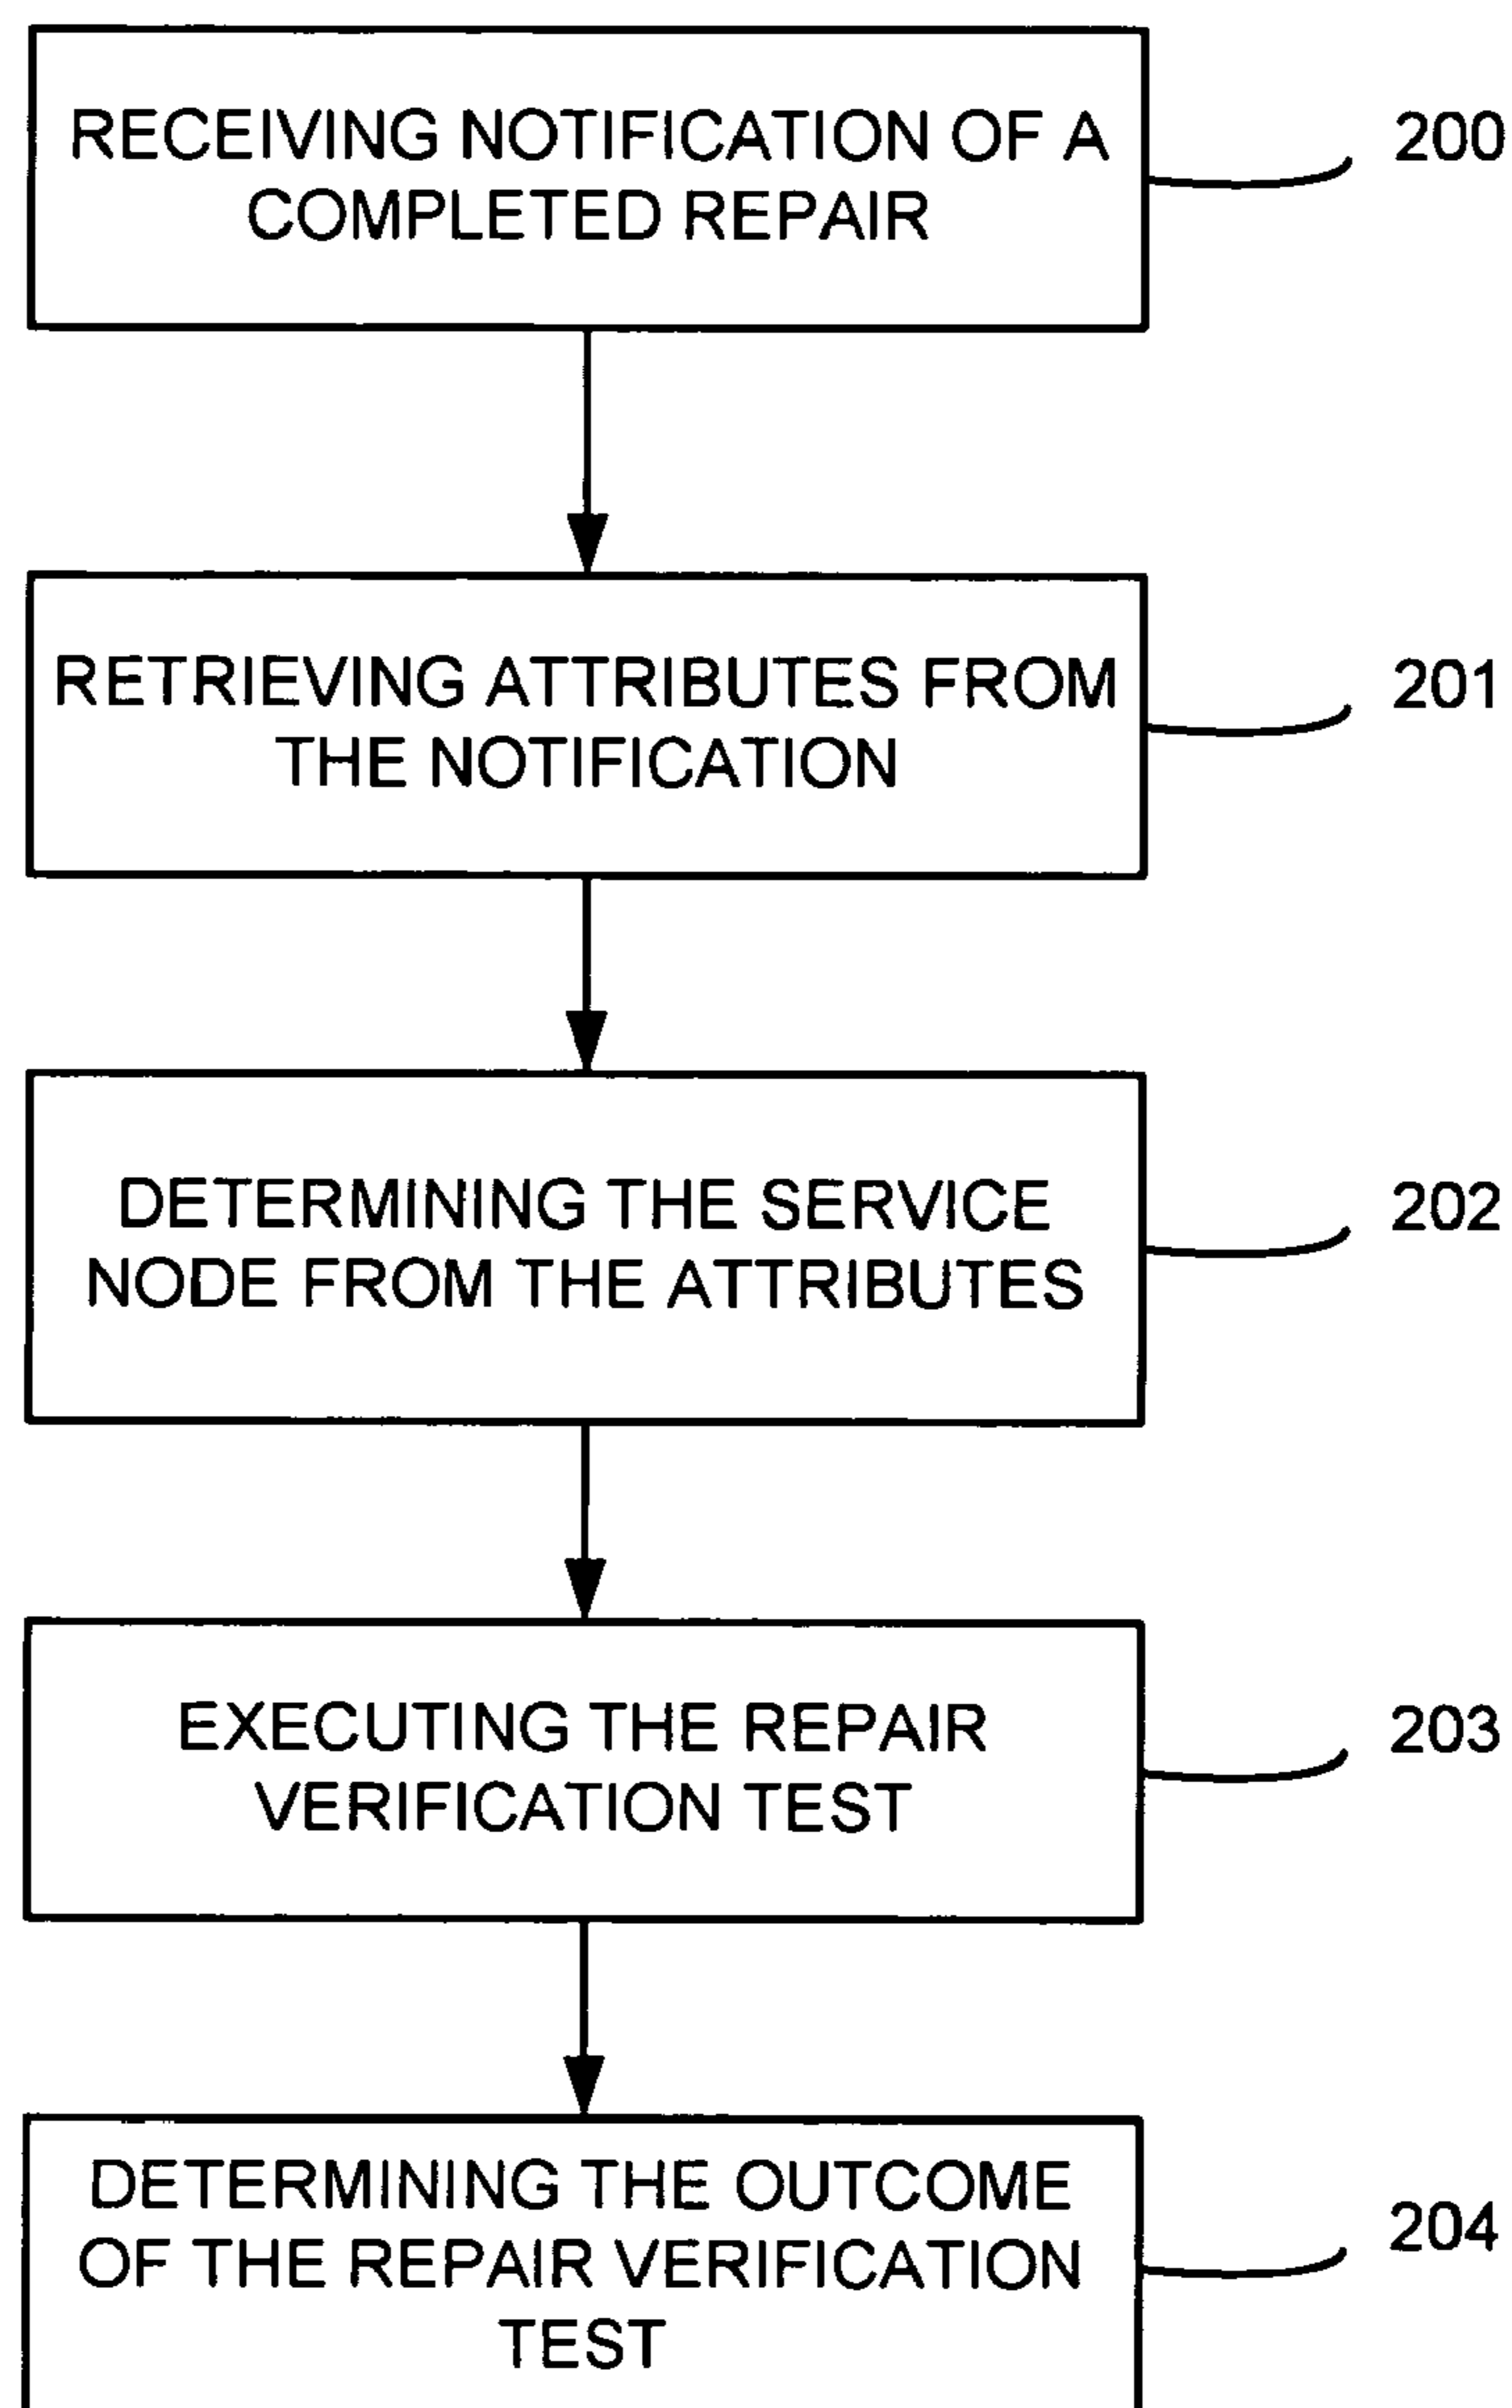 RECEIVING NOTIFICATION OF A
COMPLETED REPAIR
200
RETRIEVING ATTRIBUTES FROM
THE NOTIFICATION
201
DETERMINING THE SERVICE
NODE FROM THE ATTRIBUTES
202
EXECUTING THE REPAIR
VERIFICATION TEST
203
DETERMINING THE OUTCOME
OF THE REPAIR VERIFICATION
TEST
204